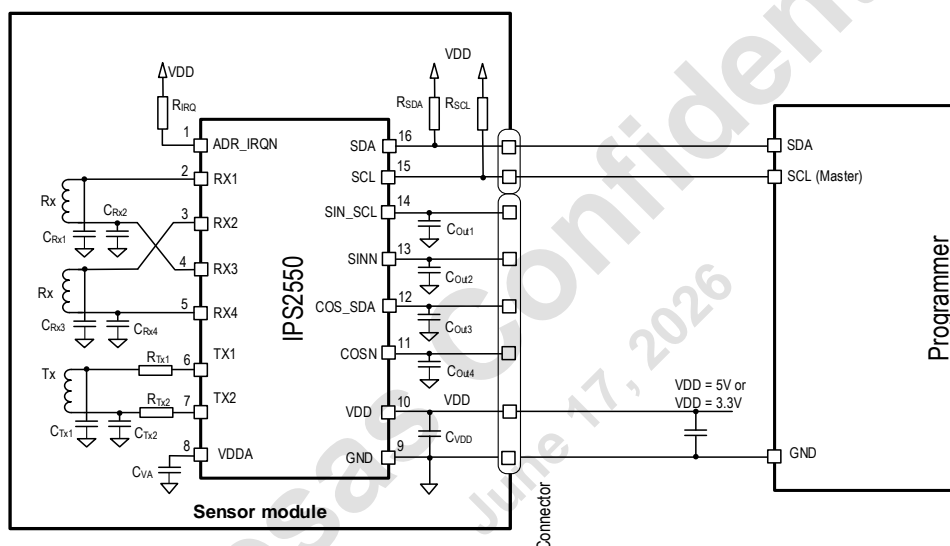 VDD
RIRQ
VDD
RSDA
RSCL
1
ADR_IRQN
SDA
16
SDA
2
RX1
SCL
15
SCL (Master)
Rx
CRx1
CRx2
3
RX2
SIN_SCL
14
COut1
4
RX3
SINN
13
COut2
Rx
CRx3
CRx4
5
RX4
COS_SDA
12
COut3
IPS2550
Tx
RTx1
6
TX1
COSN
11
COut4
CTx1
CTx2
RTx2
7
TX2
VDD
10
VDD
CVDD
VDD = 5V or
VDD = 3.3V
8
VDDA
CVA
GND
9
GND
Sensor module
Connector
Programmer
esas Confident
June 17, 2026